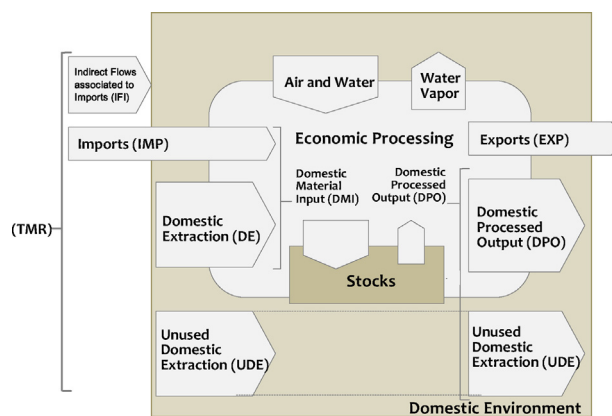 Indirect Flows
associated to
Imports (IFI)
Air and Water
Water
Vapor
Imports (IMP)
Economic Processing
Exports (EXP)
Domestic
Material
Input (DMI)
Domestic
Processed
Output (DPO)
(TMR)
Domestic
Extraction (DE)
Domestic
Processed
Output (DPO)
Stocks
Unused
Domestic
Extraction (UDE)
Unused
Domestic
Extraction (UDE)
Domestic Environment